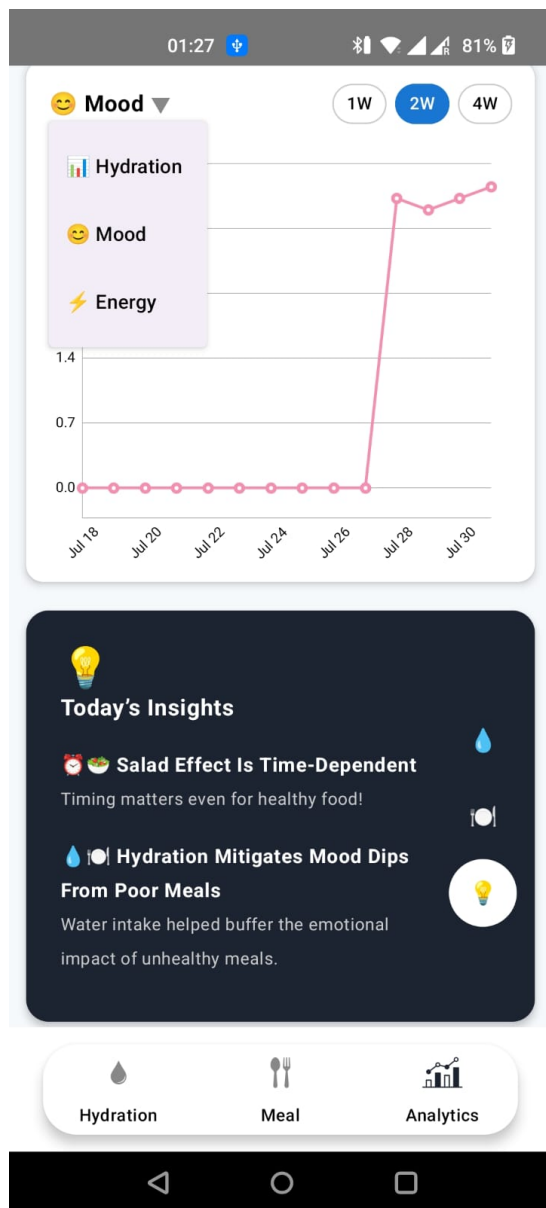 01:27
R
81%
😊 Mood ▼
1W 2W 4W
📊 Hydration
😊 Mood
⚡ Energy
1.4
0.7
0.0
Jul 18 Jul 20 Jul 22 Jul 24 Jul 26 Jul 28 Jul 30
Today’s Insights
⏰🥗 Salad Effect Is Time-Dependent
Timing matters even for healthy food!
💧🍽 Hydration Mitigates Mood Dips
From Poor Meals
Water intake helped buffer the emotional
impact of unhealthy meals.
Hydration Meal Analytics